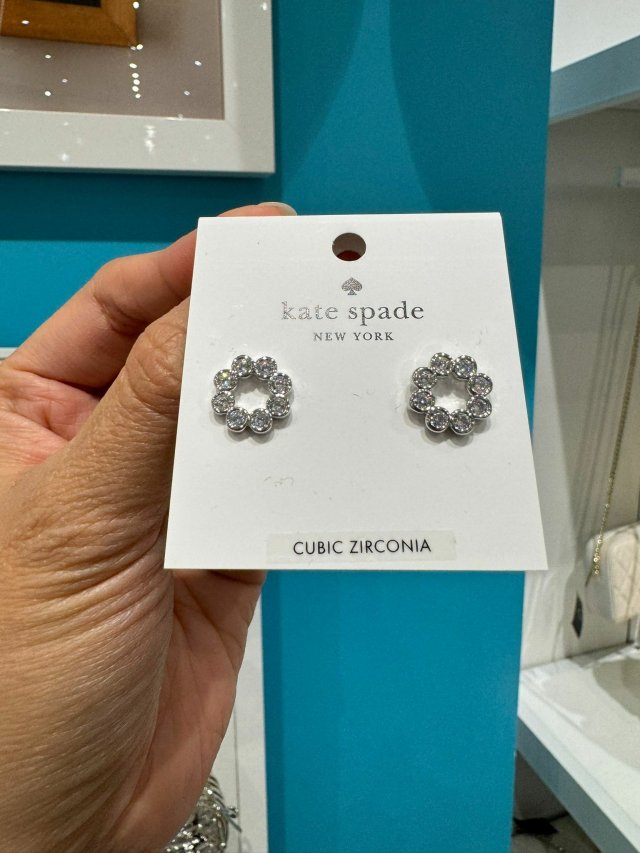 kate spade
NEW YORK
CUBIC ZIRCONIA